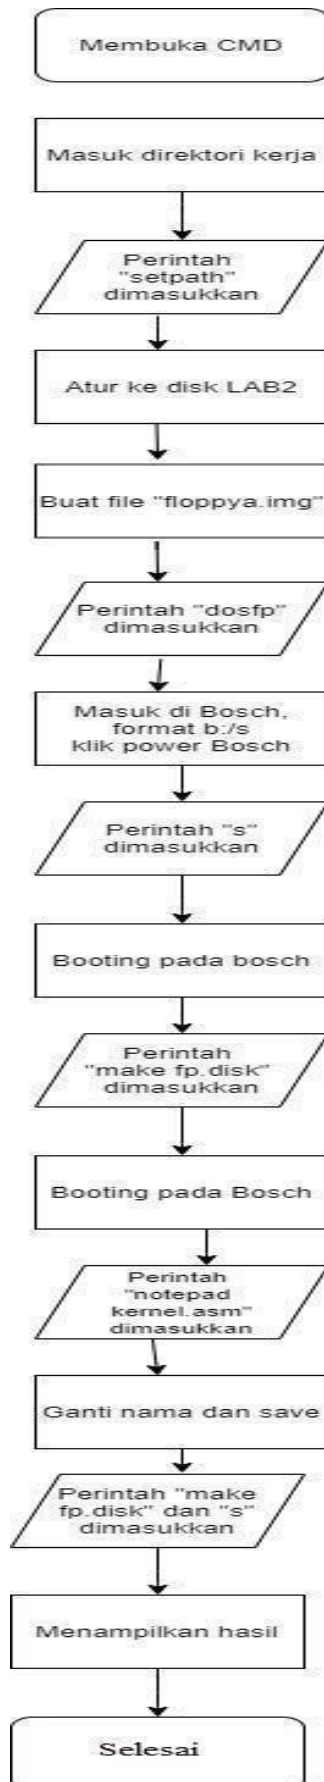 Membuka CMD
Masuk direktori kerja
Perintah
"setpath"
dimasukkan
Atur ke disk LAB2
Buat file "floppya.img"
Perintah "dosfp"
dimasukkan
Masuk di Bosch,
format b:/s
klik power Bosch
Perintah "s"
dimasukkan
Booting pada bosch
Perintah
"make fp.disk"
dimasukkan
Booting pada Bosch
Perintah
"notepad
kernel.asm"
dimasukkan
Ganti nama dan save
Perintah "make
fp.disk" dan "s"
dimasukkan
Menampilkan hasil
Selesai